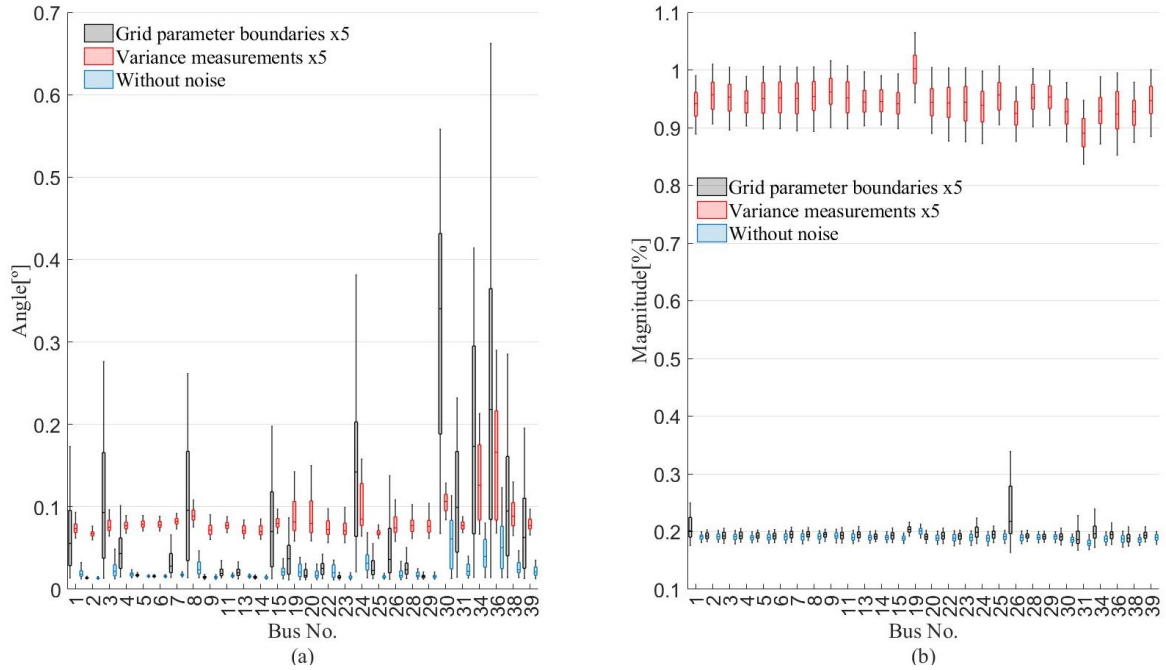 0.7
0.6
0.5
0.4
0.3
0.2
0.1
0
Angle[°]
Grid parameter boundaries x5
Variance measurements x5
Without noise
1 2 3 4 5 6 7 8 9 11 13 14 15 19 20 22 23 24 25 26 28 29 30 31 34 36 38 39
Bus No.
(a)
1.1
1
0.9
0.8
0.7
0.6
0.5
0.4
0.3
0.2
0.1
Magnitude[%]
Grid parameter boundaries x5
Variance measurements x5
Without noise
1 2 3 4 5 6 7 8 9 11 13 14 15 19 20 22 23 24 25 26 28 29 30 31 34 36 38 39
Bus No.
(b)